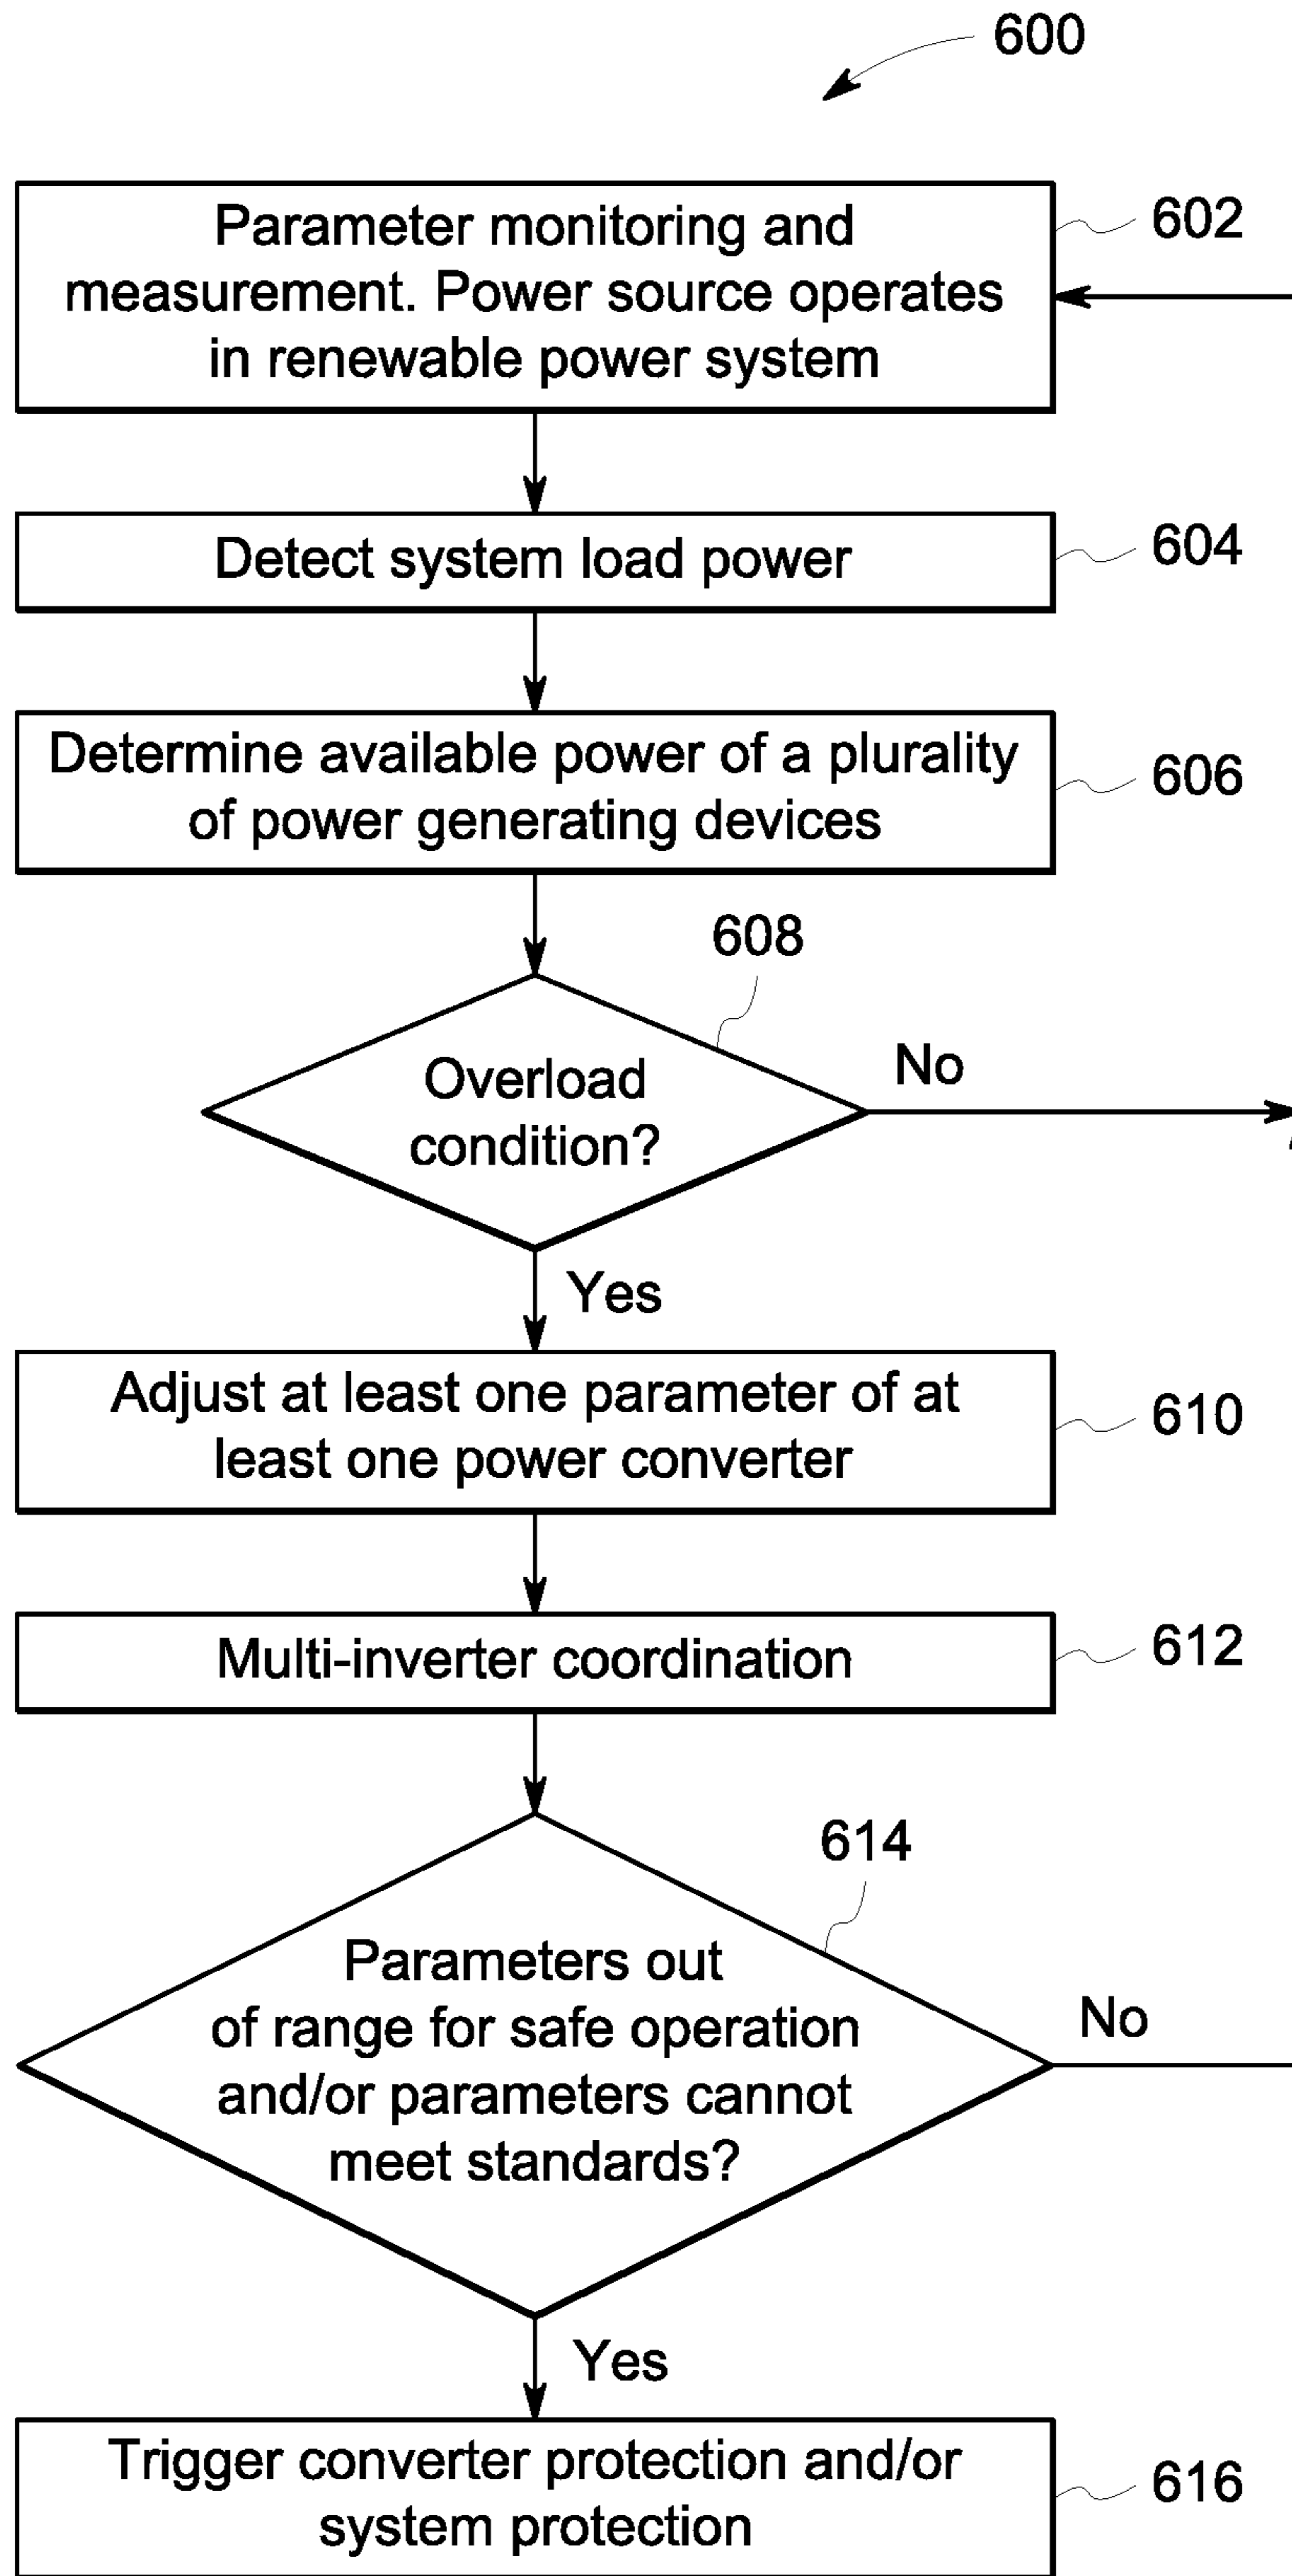 600
Parameter monitoring and
measurement. Power source operates
in renewable power system
602
Detect system load power
604
Determine available power of a plurality
of power generating devices
606
608
Overload
condition?
No
Yes
Adjust at least one parameter of at
least one power converter
610
Multi-inverter coordination
612
614
Parameters out
of range for safe operation
and/or parameters cannot
meet standards?
No
Yes
Trigger converter protection and/or
system protection
616